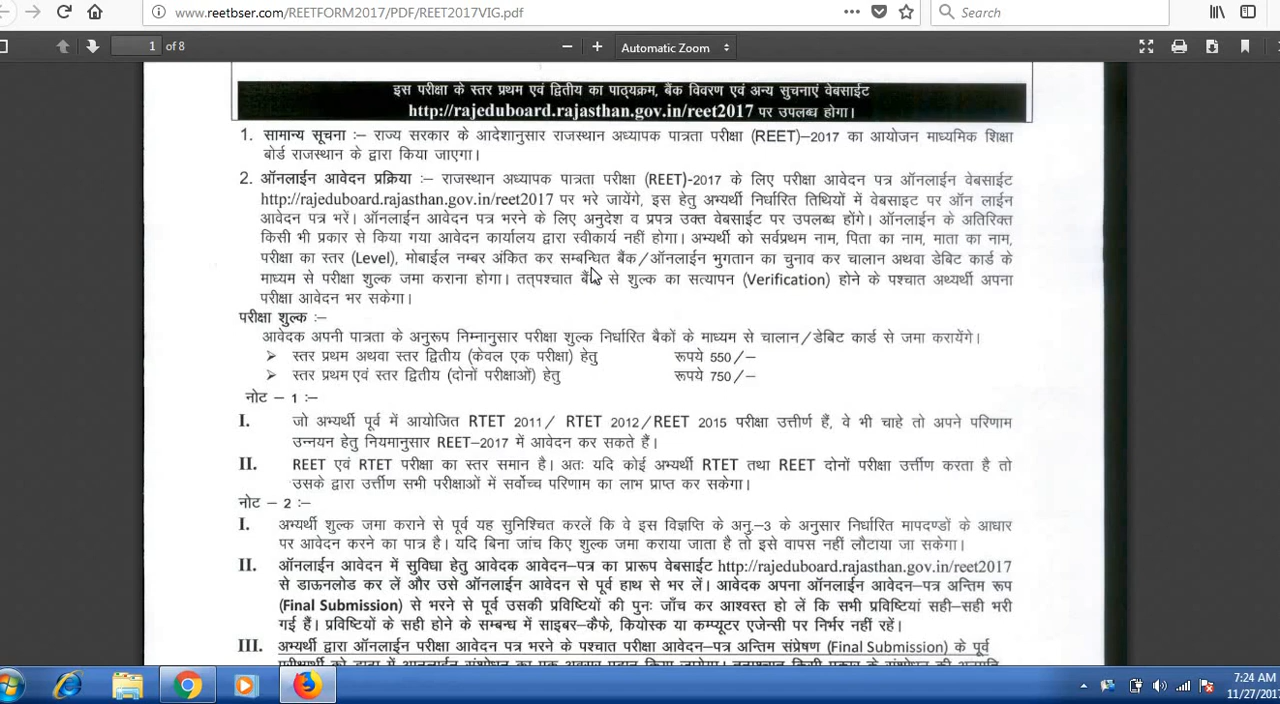 www.reetbser.com/REETFORM2017/PDF/REET2017VIG.pdf
Search
1 of 8
Automatic Zoom
इस परीक्षा के स्तर प्रथम एवं द्वितीय का पाठ्यक्रम, बैंक विवरण एवं अन्य सुचनाएं वेबसाईट
http://rajeduboard.rajasthan.gov.in/reet2017 पर उपलब्ध होगा।
1. सामान्य सूचना :– राज्य सरकार के आदेशानुसार राजस्थान अध्यापक पात्रता परीक्षा (REET)–2017 का आयोजन माध्यमिक शिक्षा
बोर्ड राजस्थान के द्वारा किया जाएगा।
2. ऑनलाईन आवेदन प्रक्रिया :– राजस्थान अध्यापक पात्रता परीक्षा (REET)-2017 के लिए परीक्षा आवेदन पत्र ऑनलाईन वेबसाईट
http://rajeduboard.rajasthan.gov.in/reet2017 पर भरे जायेंगे, इस हेतु अभ्यर्थी निर्धारित तिथियों में वेबसाइट पर ऑन लाईन
आवेदन पत्र भरें। ऑनलाईन आवेदन पत्र भरने के लिए अनुदेश व प्रपत्र उक्त वेबसाईट पर उपलब्ध होंगे। ऑनलाईन के अतिरिक्त
किसी भी प्रकार से किया गया आवेदन कार्यालय द्वारा स्वीकार्य नहीं होगा। अभ्यर्थी को सर्वप्रथम नाम, पिता का नाम, माता का नाम,
परीक्षा का स्तर (Level), मोबाईल नम्बर अंकित कर सम्बन्धित बैंक/ऑनलाईन भुगतान का चुनाव कर चालान अथवा डेबिट कार्ड के
माध्यम से परीक्षा शुल्क जमा कराना होगा। तत्पश्चात बैंक से शुल्क का सत्यापन (Verification) होने के पश्चात अभ्यर्थी अपना
परीक्षा आवेदन भर सकेगा।
परीक्षा शुल्क :–
आवेदक अपनी पात्रता के अनुरूप निम्नानुसार परीक्षा शुल्क निर्धारित बैकों के माध्यम से चालान/डेबिट कार्ड से जमा करायेंगे।
➢ स्तर प्रथम अथवा स्तर द्वितीय (केवल एक परीक्षा) हेतु रूपये 550/–
➢ स्तर प्रथम एवं स्तर द्वितीय (दोनों परीक्षाओं) हेतु रूपये 750/–
नोट – 1 :–
I. जो अभ्यर्थी पूर्व में आयोजित RTET 2011/ RTET 2012/REET 2015 परीक्षा उत्तीर्ण हैं, वे भी चाहे तो अपने परिणाम
उन्नयन हेतु नियमानुसार REET–2017 में आवेदन कर सकते हैं।
II. REET एवं RTET परीक्षा का स्तर समान है। अतः यदि कोई अभ्यर्थी RTET तथा REET दोनों परीक्षा उर्त्तीण करता है तो
उसके द्वारा उर्त्तीण सभी परीक्षाओं में सर्वोच्च परिणाम का लाभ प्राप्त कर सकेगा।
नोट – 2 :–
I. अभ्यर्थी शुल्क जमा कराने से पूर्व यह सुनिश्चित करलें कि वे इस विज्ञप्ति के अनु.–3 के अनुसार निर्धारित मापदण्डों के आधार
पर आवेदन करने का पात्र है। यदि बिना जांच किए शुल्क जमा कराया जाता है तो इसे वापस नहीं लौटाया जा सकेगा।
II. ऑनलाईन आवेदन में सुविधा हेतु आवेदक आवेदन–पत्र का प्रारूप वेबसाईट http://rajeduboard.rajasthan.gov.in/reet2017
से डाऊनलोड कर लें और उसे ऑनलाईन आवेदन से पूर्व हाथ से भर लें। आवेदक अपना ऑनलाईन आवेदन–पत्र अन्तिम रूप
(Final Submission) से भरने से पूर्व उसकी प्रविष्टियों की पुनः जाँच कर आश्वस्त हो लें कि सभी प्रविष्टियां सही–सही भरी
गई हैं। प्रविष्टियों के सही होने के सम्बन्ध में साइबर–कैफे, कियोस्क या कम्प्यूटर एजेन्सी पर निर्भर नहीं रहें।
III. अभ्यर्थी द्वारा ऑनलाईन परीक्षा आवेदन पत्र भरने के पश्चात परीक्षा आवेदन–पत्र अन्तिम संप्रेषण (Final Submission) के पूर्व
7:24 AM
11/27/2017